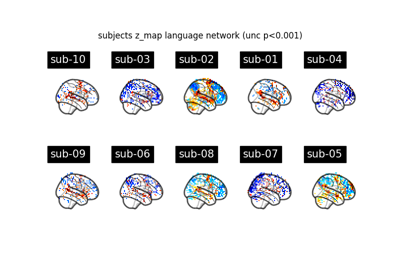 subjects z_map language network (unc p<0.001)
sub-10 sub-03 sub-02 sub-01 sub-04
sub-09 sub-06 sub-08 sub-07 sub-05